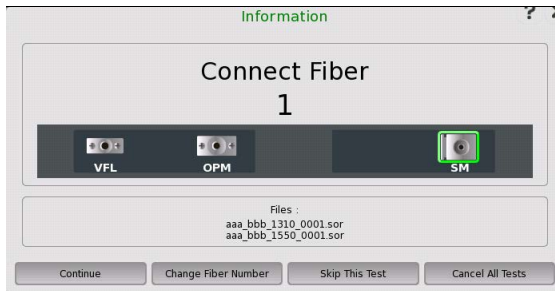 Information ?
Connect Fiber
1
VFL OPM SM
Files :
aaa_bbb_1310_0001.sor
aaa_bbb_1550_0001.sor
Continue Change Fiber Number Skip This Test Cancel All Tests